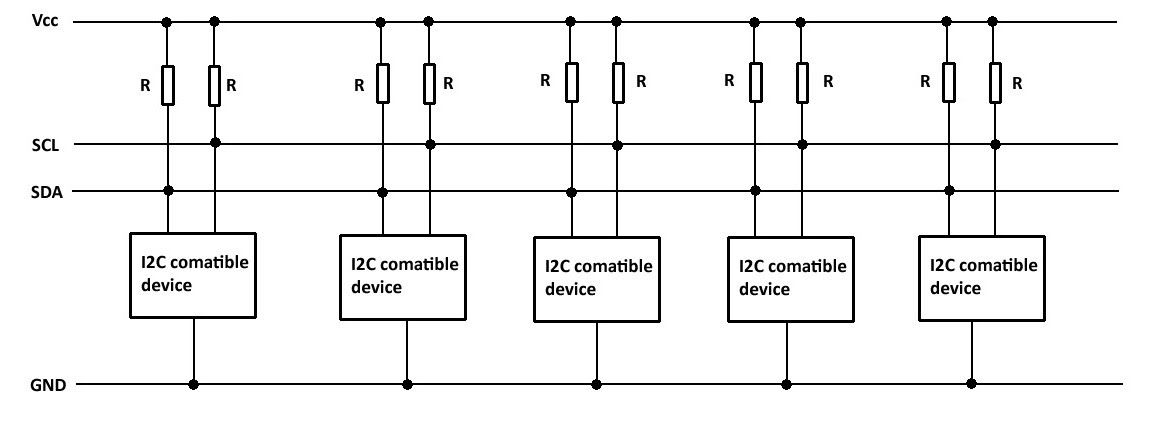 Vcc
R R R R R R R R R R
SCL
SDA
I2C comatible
device
I2C comatible
device
I2C comatible
device
I2C comatible
device
I2C comatible
device
GND